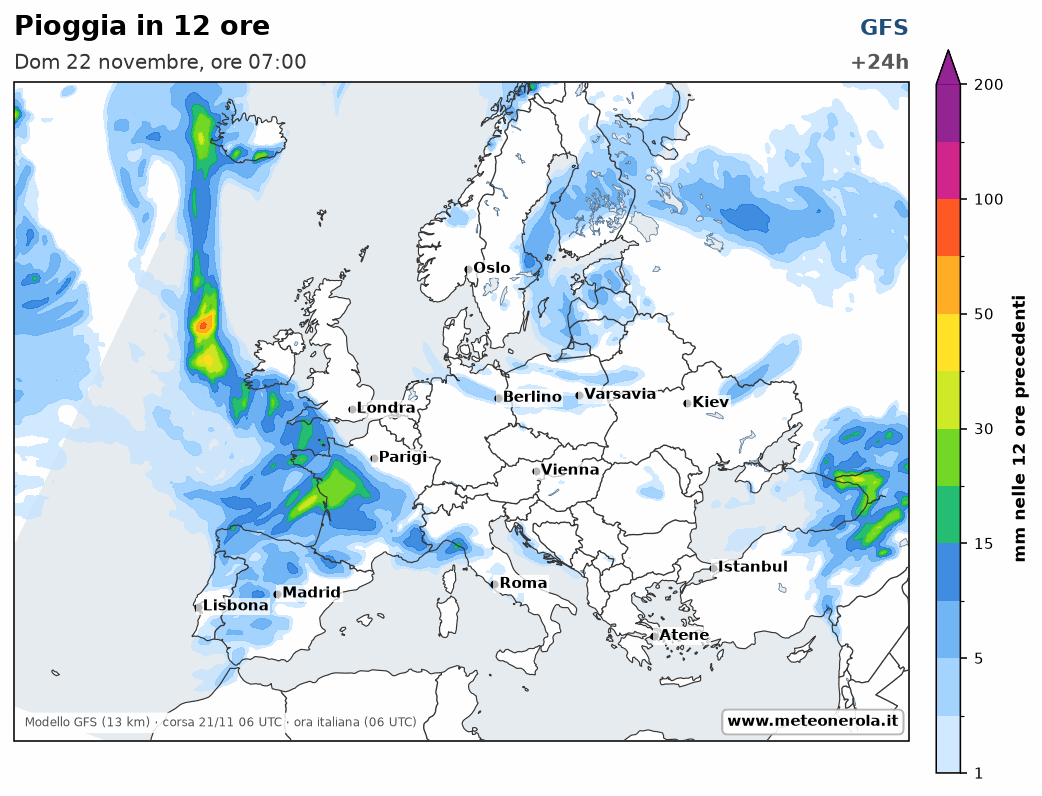 Pioggia in 12 ore
GFS
Dom 22 novembre, ore 07:00
+24h
200
100
50
30
15
5
1
mm nelle 12 ore precedenti
Oslo
Londra
Berlino
Varsavia
Kiev
Parigi
Vienna
Istanbul
Roma
Madrid
Lisbona
Atene
Modello GFS (13 km) · corsa 21/11 06 UTC · ora italiana (06 UTC)
www.meteonerola.it